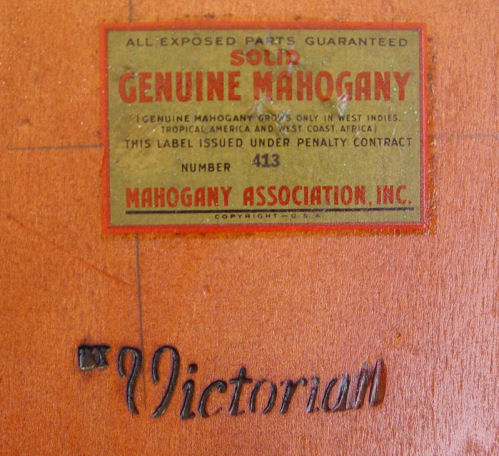 ALL EXPOSED PARTS GUARANTEED
SOLID
GENUINE MAHOGANY
(GENUINE MAHOGANY GROWS ONLY IN WEST INDIES,
TROPICAL AMERICA AND WEST COAST AFRICA)
THIS LABEL ISSUED UNDER PENALTY CONTRACT
NUMBER 413
MAHOGANY ASSOCIATION, INC.
COPYRIGHT—U.S.A.
Victorian